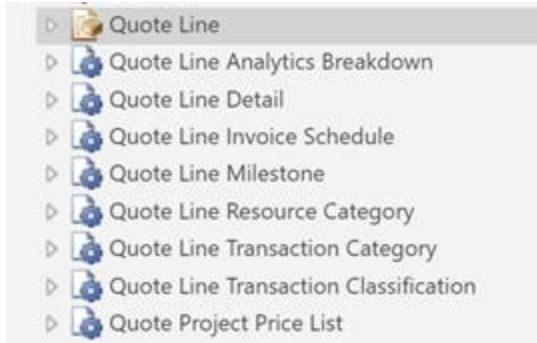 Quote Line
Quote Line Analytics Breakdown
Quote Line Detail
Quote Line Invoice Schedule
Quote Line Milestone
Quote Line Resource Category
Quote Line Transaction Category
Quote Line Transaction Classification
Quote Project Price List